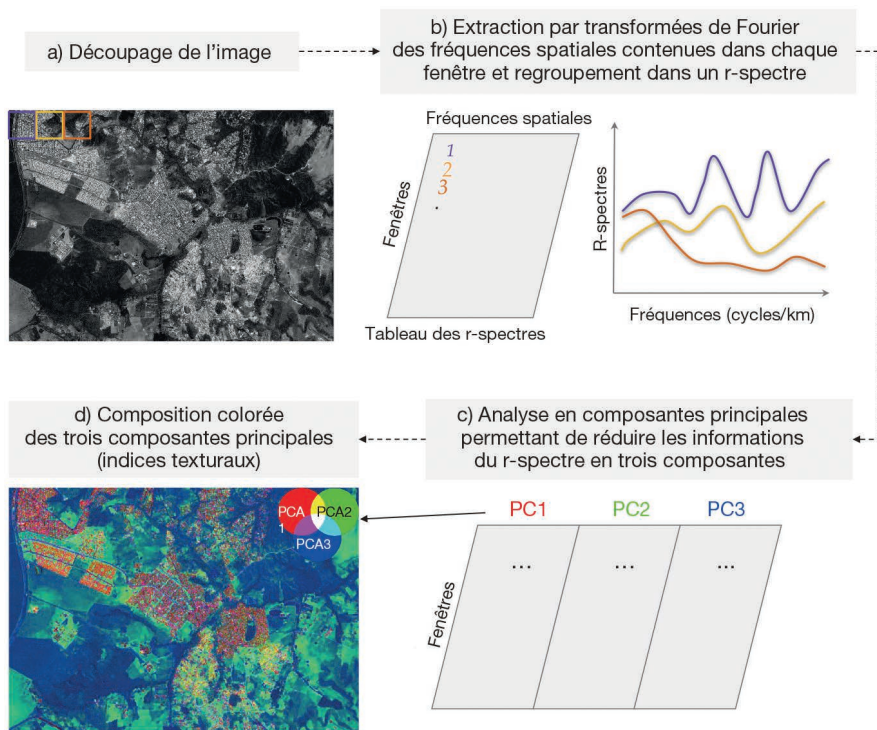 a) Découpage de l'image
b) Extraction par transformées de Fourier
des fréquences spatiales contenues dans chaque
fenêtre et regroupement dans un r-spectre
Fréquences spatiales
Fenêtres
1
2
3
.
Tableau des r-spectres
R-spectres
Fréquences (cycles/km)
d) Composition colorée
des trois composantes principales
(indices texturaux)
c) Analyse en composantes principales
permettant de réduire les informations
du r-spectre en trois composantes
PCA
1
PCA2
PCA3
PC1 PC2 PC3
... ... ...
Fenêtres